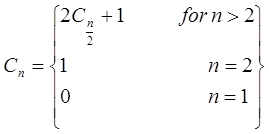 C_n = { 2C_{n/2} + 1 for n > 2
1 n = 2
0 n = 1 }